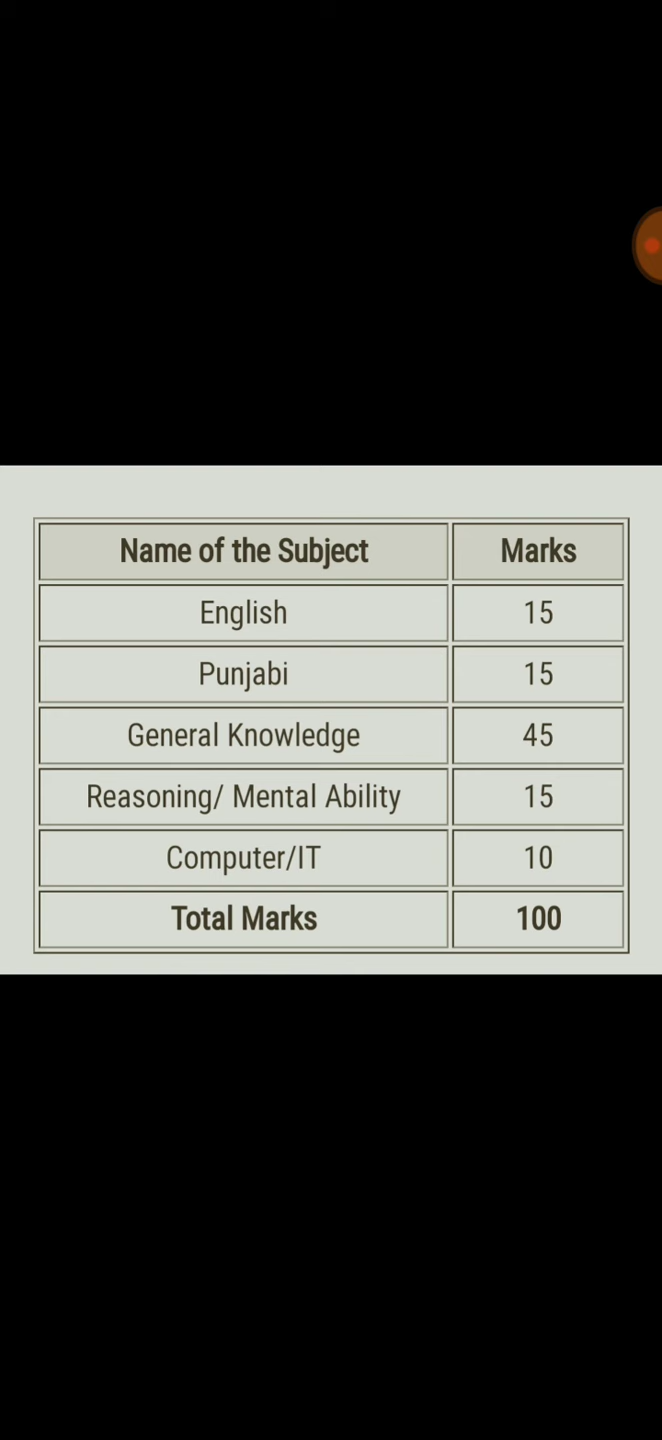 Name of the Subject Marks
English 15
Punjabi 15
General Knowledge 45
Reasoning/ Mental Ability 15
Computer/IT 10
Total Marks 100